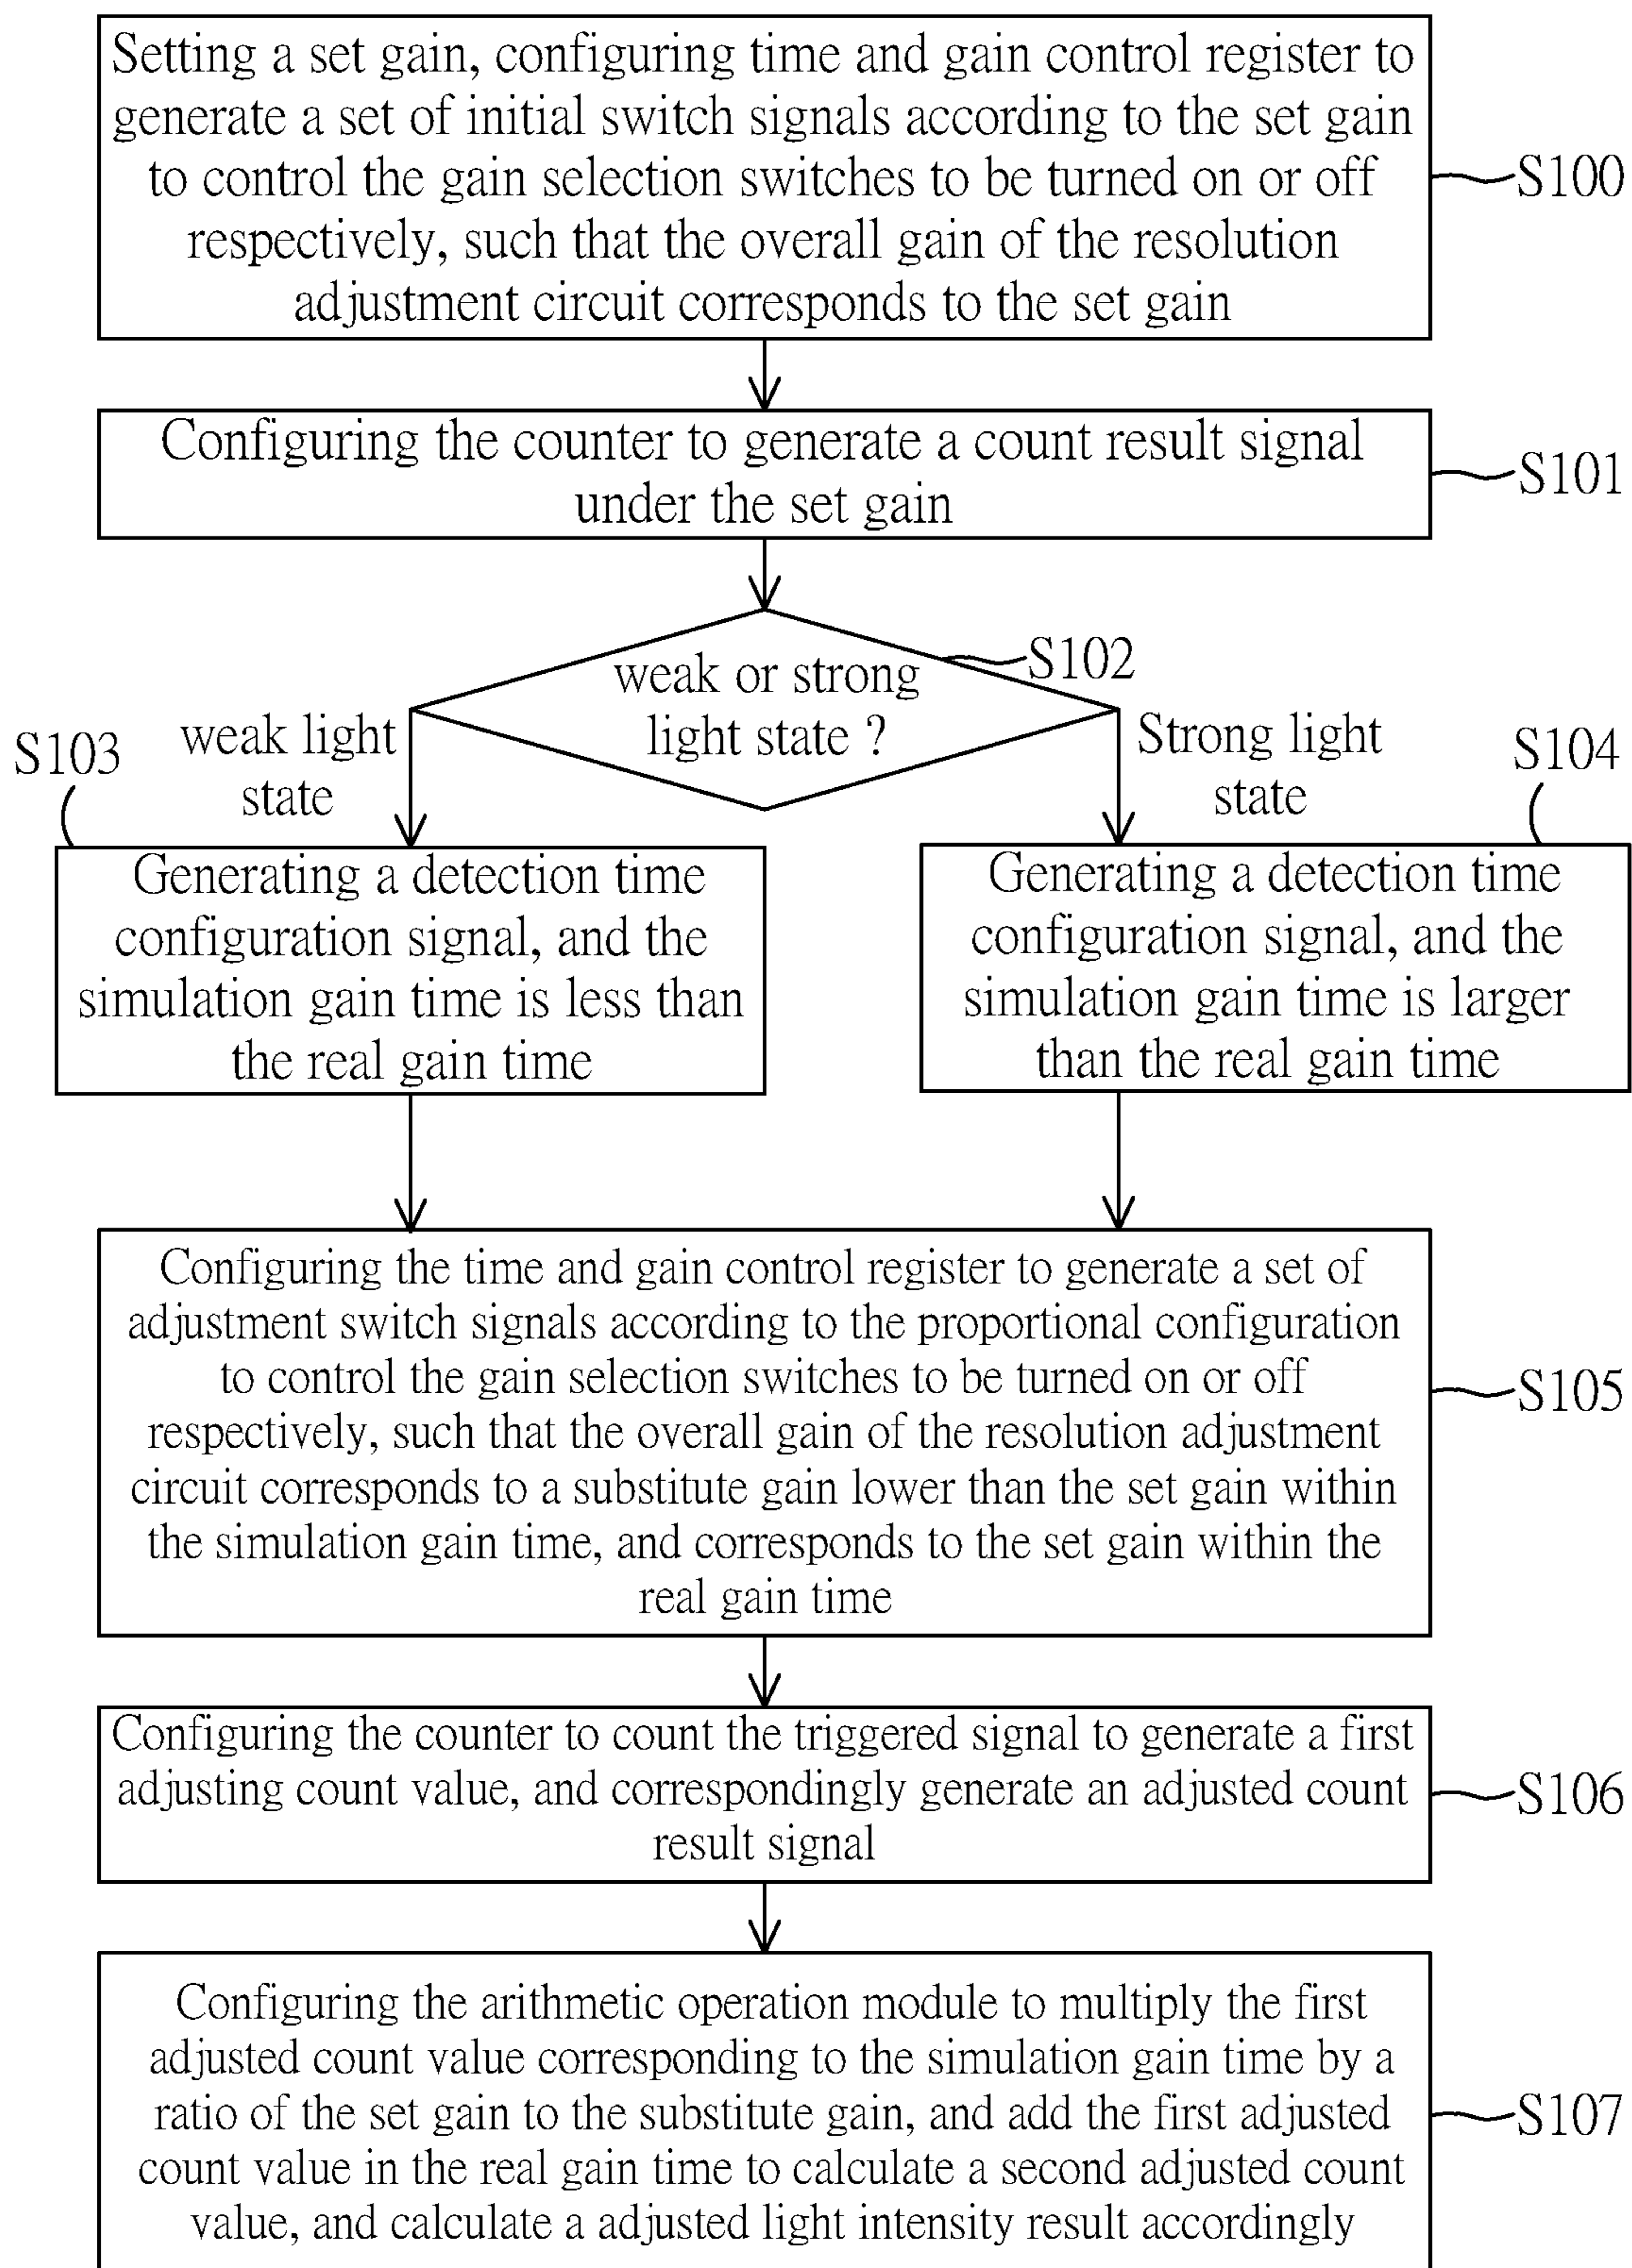 Setting a set gain, configuring time and gain control register to
generate a set of initial switch signals according to the set gain
to control the gain selection switches to be turned on or off
respectively, such that the overall gain of the resolution
adjustment circuit corresponds to the set gain
S100
Configuring the counter to generate a count result signal
under the set gain
S101
weak or strong
light state ?
S102
weak light
state
Strong light
state
S103
Generating a detection time
configuration signal, and the
simulation gain time is less than
the real gain time
S104
Generating a detection time
configuration signal, and the
simulation gain time is larger
than the real gain time
Configuring the time and gain control register to generate a set of
adjustment switch signals according to the proportional configuration
to control the gain selection switches to be turned on or off
respectively, such that the overall gain of the resolution adjustment
circuit corresponds to a substitute gain lower than the set gain within
the simulation gain time, and corresponds to the set gain within the
real gain time
S105
Configuring the counter to count the triggered signal to generate a first
adjusting count value, and correspondingly generate an adjusted count
result signal
S106
Configuring the arithmetic operation module to multiply the first
adjusted count value corresponding to the simulation gain time by a
ratio of the set gain to the substitute gain, and add the first adjusted
count value in the real gain time to calculate a second adjusted count
value, and calculate a adjusted light intensity result accordingly
S107